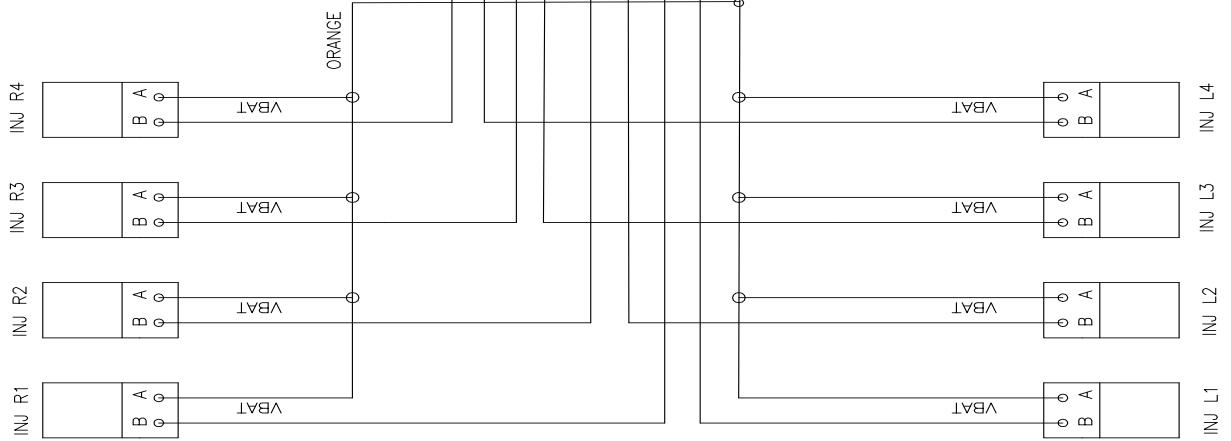 ORANGE
INJ R4
A
B
VBAT
VBAT
A
B
INJ L4
INJ R3
A
B
VBAT
VBAT
A
B
INJ L3
INJ R2
A
B
VBAT
VBAT
A
B
INJ L2
INJ R1
A
B
VBAT
VBAT
A
B
INJ L1